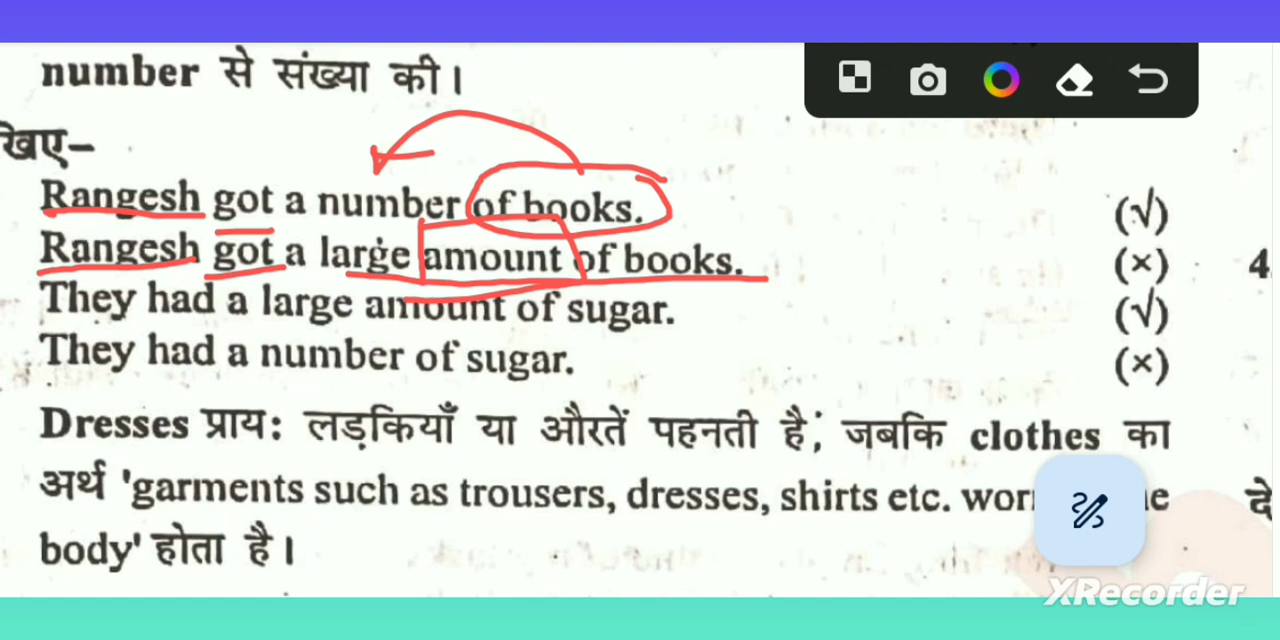 number से संख्या की।
खिए–
Rangesh got a number of books. (√)
Rangesh got a large amount of books. (×) 4
They had a large amount of sugar. (√)
They had a number of sugar. (×)
Dresses प्राय: लड़कियाँ या औरतें पहनती है; जबकि clothes का
अर्थ 'garments such as trousers, dresses, shirts etc. दे
body' होता है।
XRecorder